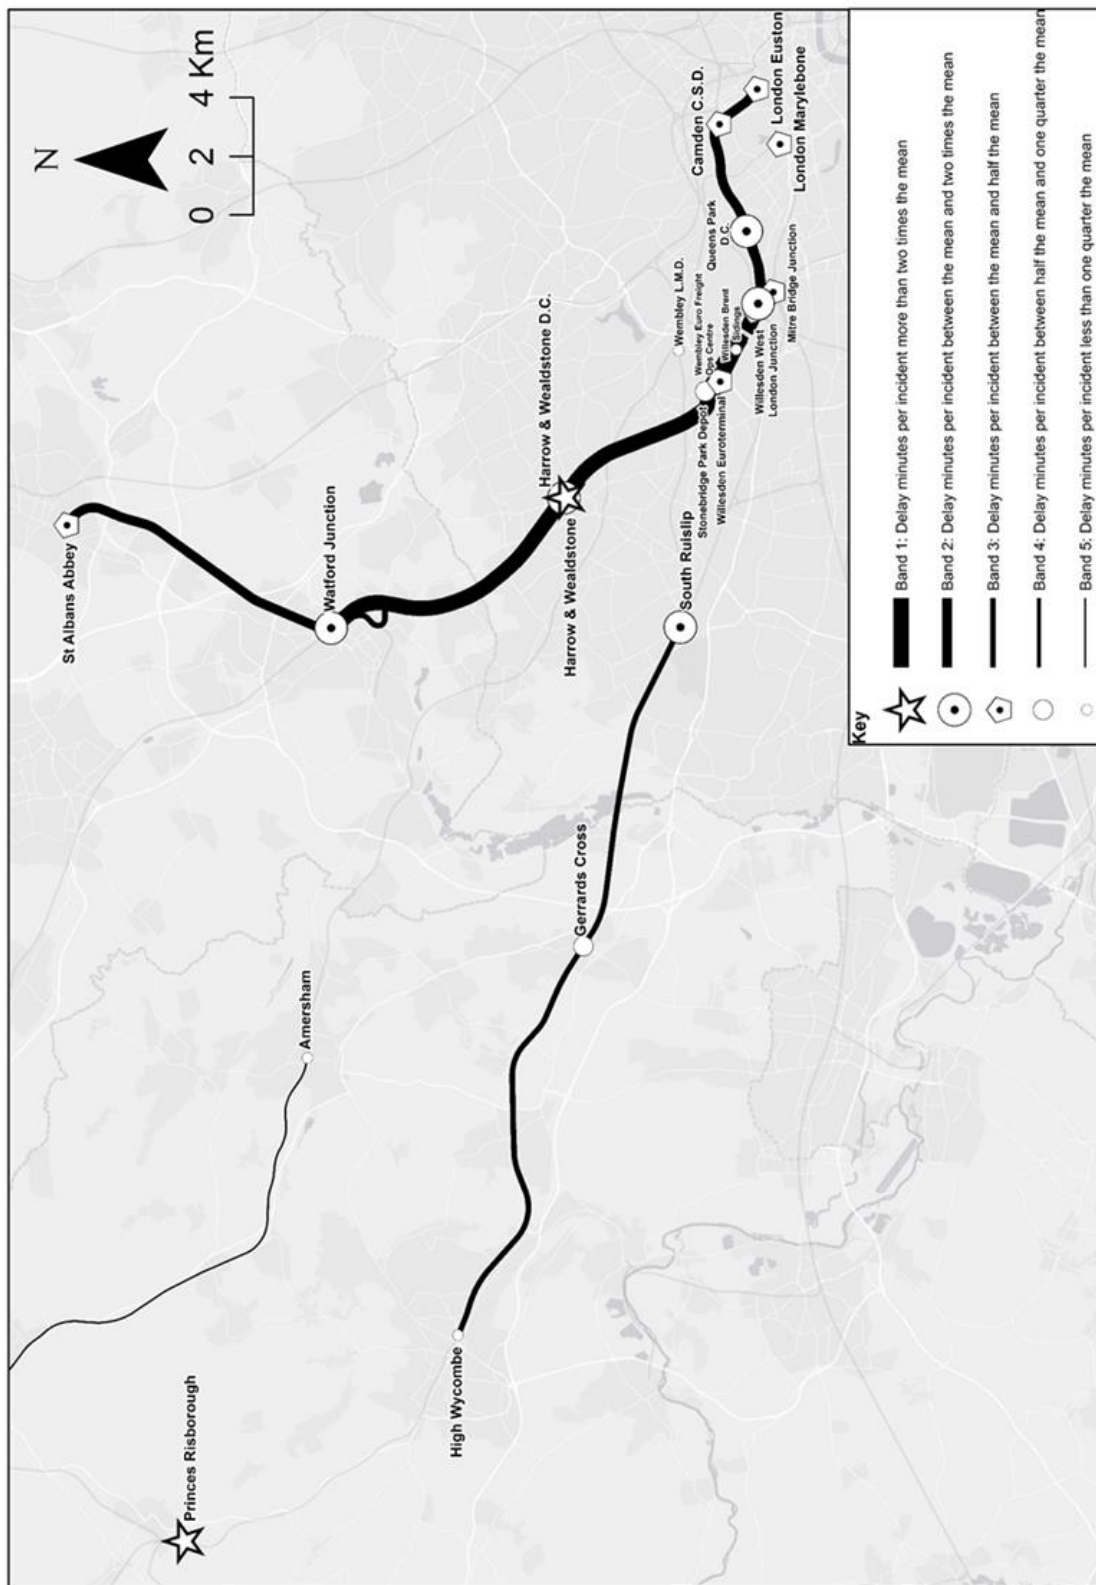 N
0 2 4 Km
St Albans Abbey
Watford Junction
Harrow & Wealdstone D.C.
Harrow & Wealdstone
Amersham
Princes Risborough
High Wycombe
Gerrards Cross
South Ruislip
Wembley L.M.D.
Wembley Euro Freight
Ops Centre
Stonebridge Park Depot
Willesden Euroterminal
Willesden Brent
Sidings
Willesden West
London Junction
Mitre Bridge Junction
Queens Park
D.C.
Camden C.S.D.
London Euston
London Marylebone
Key
Band 1: Delay minutes per incident more than two times the mean
Band 2: Delay minutes per incident between the mean and two times the mean
Band 3: Delay minutes per incident between the mean and half the mean
Band 4: Delay minutes per incident between half the mean and one quarter the mean
Band 5: Delay minutes per incident less than one quarter the mean